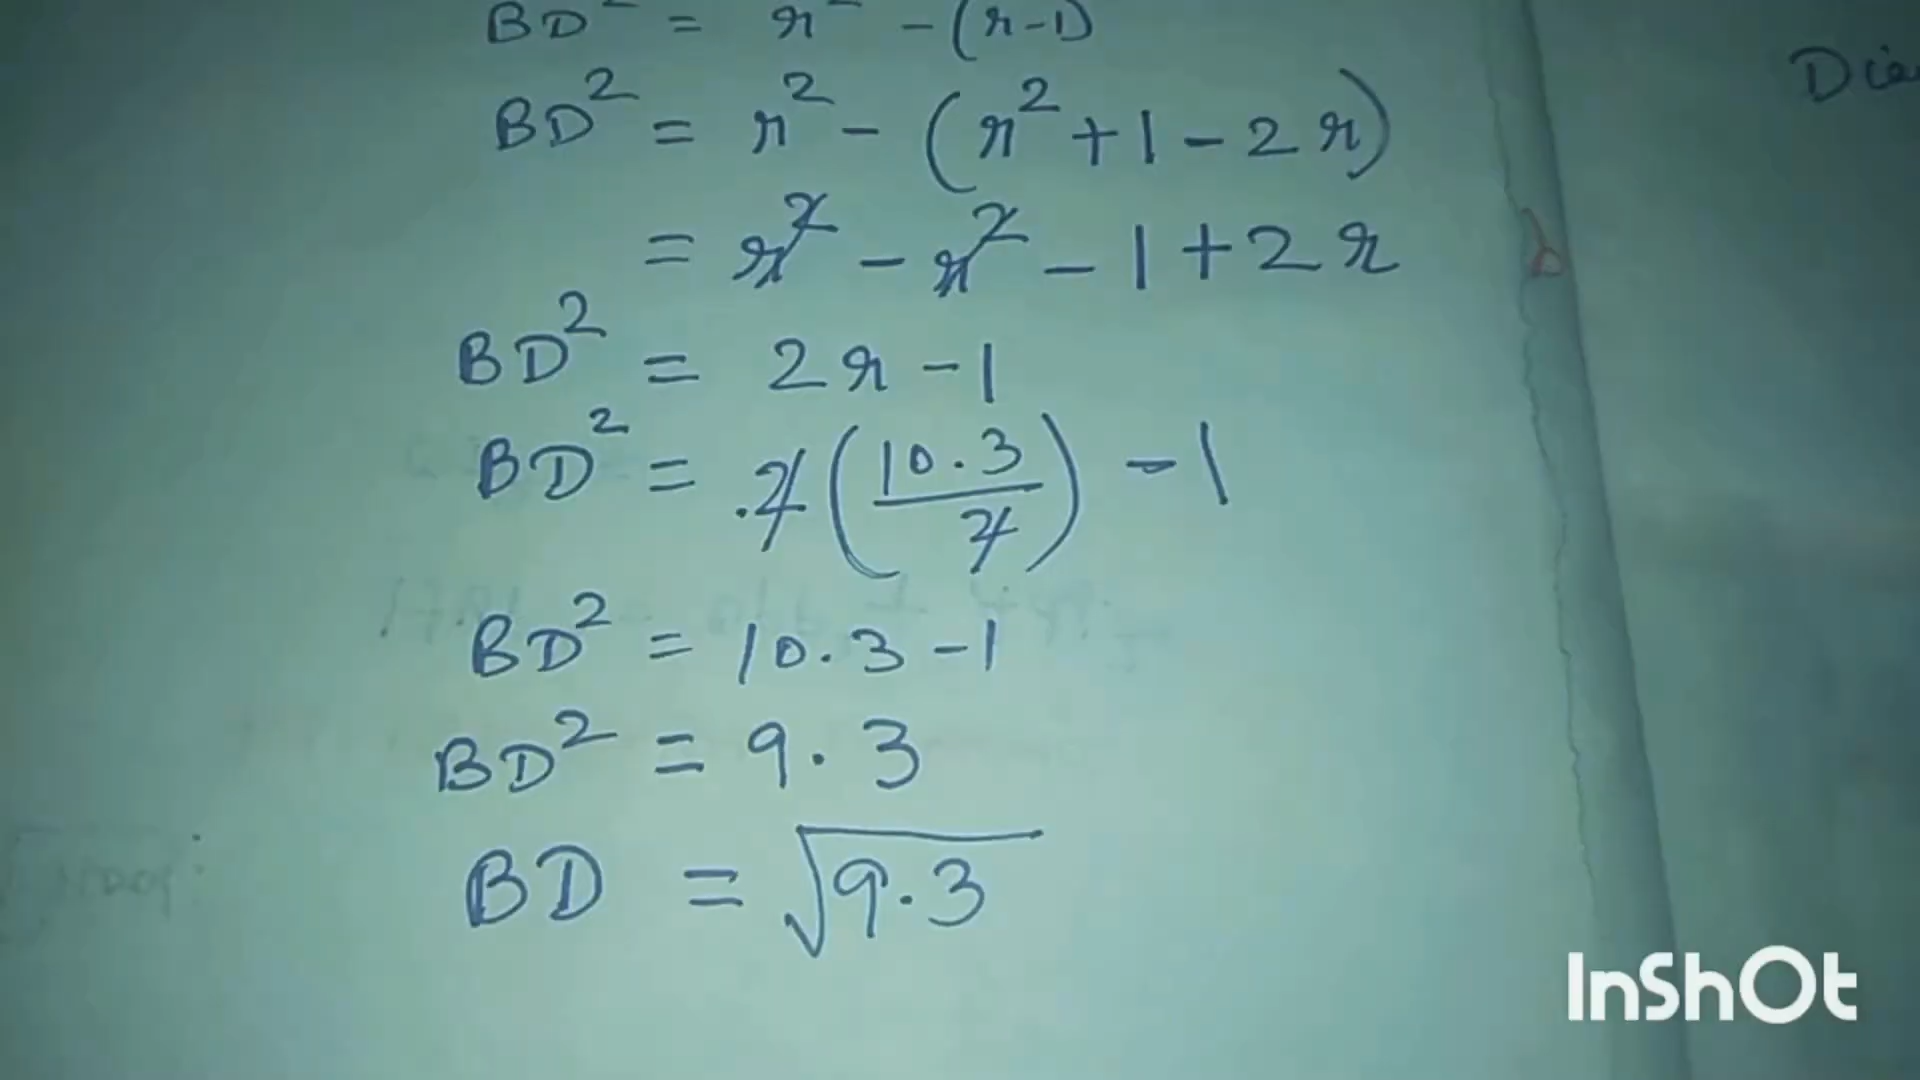 BD² = r² - (r-1)
BD² = r² - (r² + 1 - 2r)
= r² - r² - 1 + 2r
BD² = 2r - 1
BD² = 2(10.3/2) - 1
BD² = 10.3 - 1
BD² = 9.3
BD = √9.3
InShOt